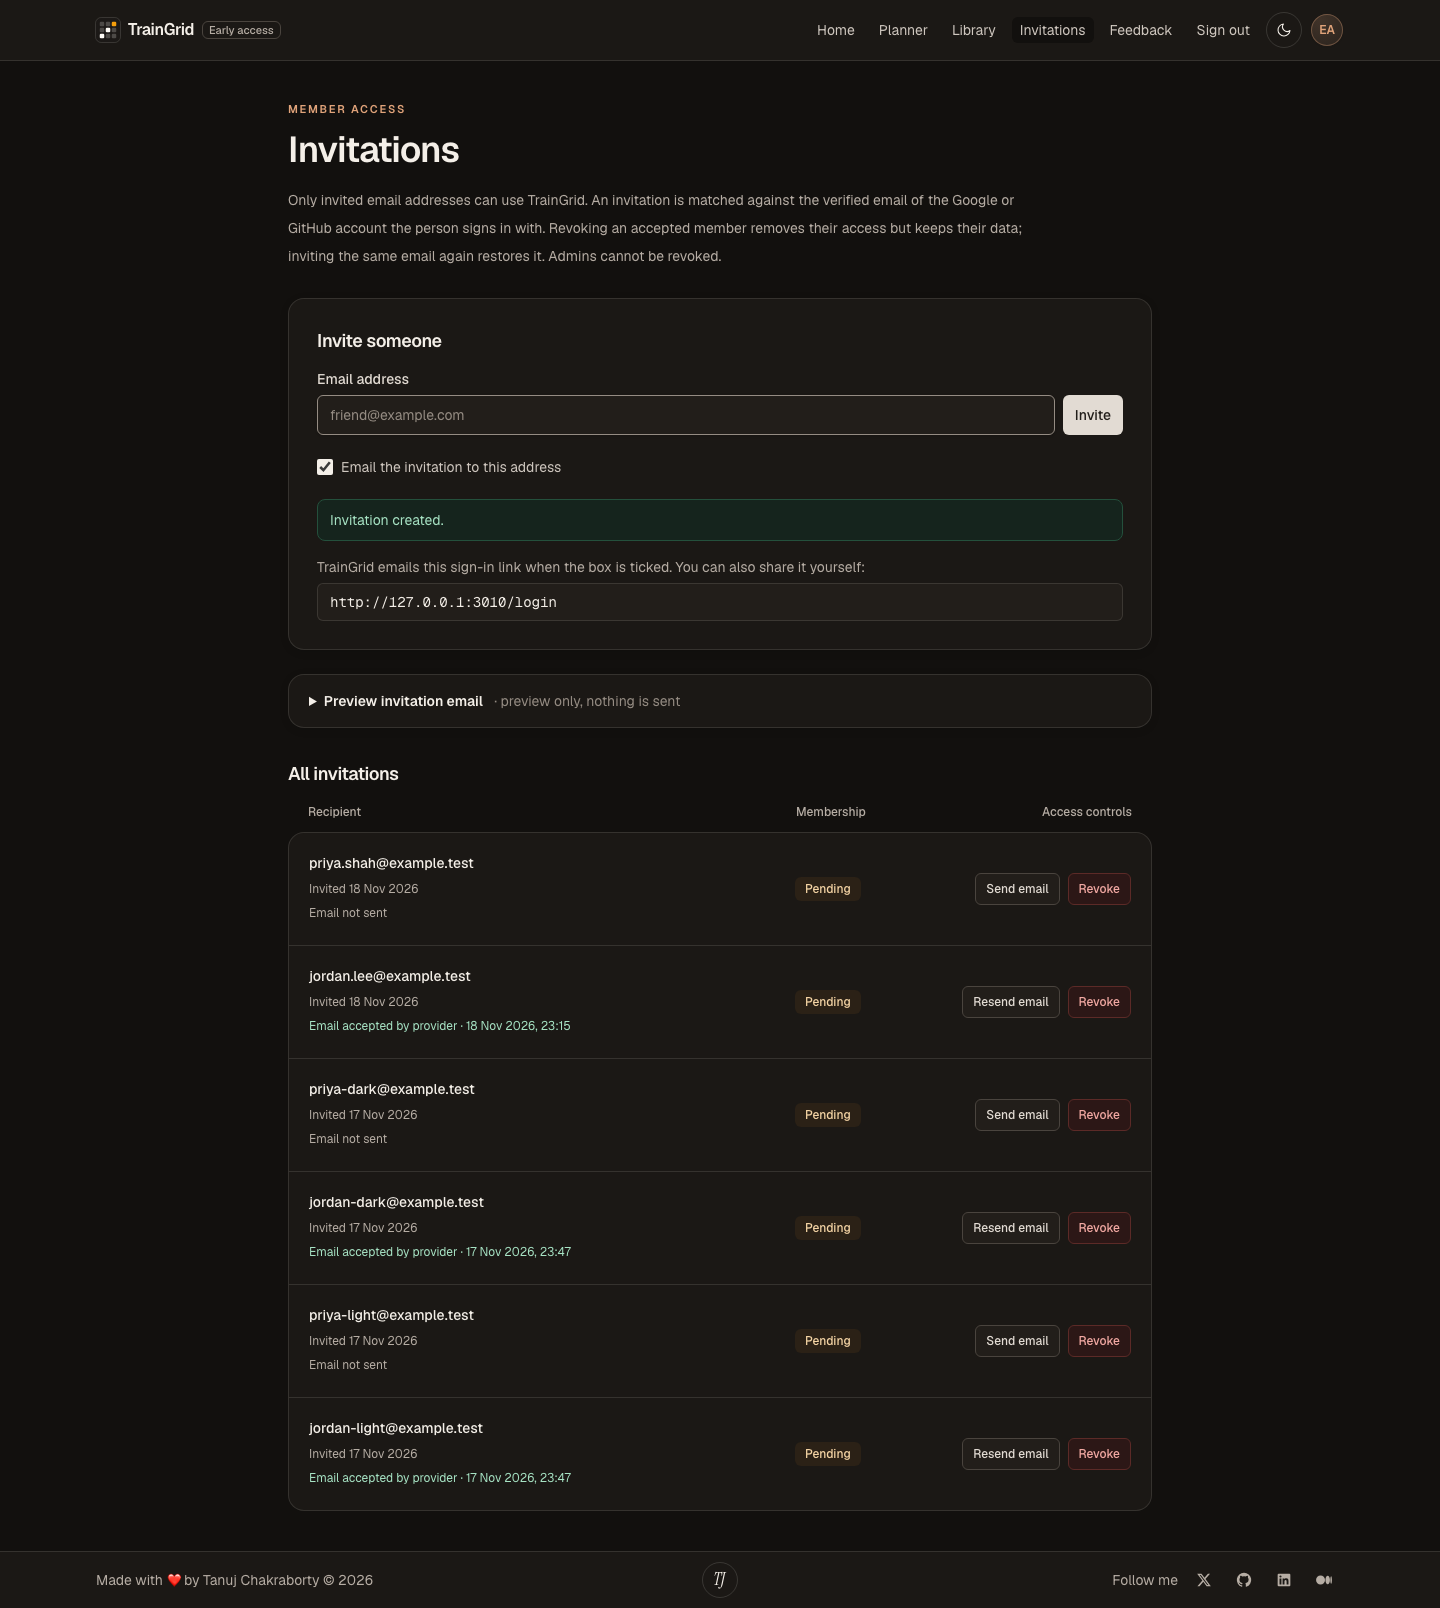 TrainGrid Early access Home Planner Library Invitations Feedback Sign out EA
MEMBER ACCESS
Invitations
Only invited email addresses can use TrainGrid. An invitation is matched against the verified email of the Google or
GitHub account the person signs in with. Revoking an accepted member removes their access but keeps their data;
inviting the same email again restores it. Admins cannot be revoked.
Invite someone
Email address
friend@example.com Invite
Email the invitation to this address
Invitation created.
TrainGrid emails this sign-in link when the box is ticked. You can also share it yourself:
http://127.0.0.1:3010/login
Preview invitation email · preview only, nothing is sent
All invitations
Recipient Membership Access controls
priya.shah@example.test
Invited 18 Nov 2026 Pending Send email Revoke
Email not sent
jordan.lee@example.test
Invited 18 Nov 2026 Pending Resend email Revoke
Email accepted by provider · 18 Nov 2026, 23:15
priya-dark@example.test
Invited 17 Nov 2026 Pending Send email Revoke
Email not sent
jordan-dark@example.test
Invited 17 Nov 2026 Pending Resend email Revoke
Email accepted by provider · 17 Nov 2026, 23:47
priya-light@example.test
Invited 17 Nov 2026 Pending Send email Revoke
Email not sent
jordan-light@example.test
Invited 17 Nov 2026 Pending Resend email Revoke
Email accepted by provider · 17 Nov 2026, 23:47
Made with ❤️ by Tanuj Chakraborty © 2026 TJ Follow me